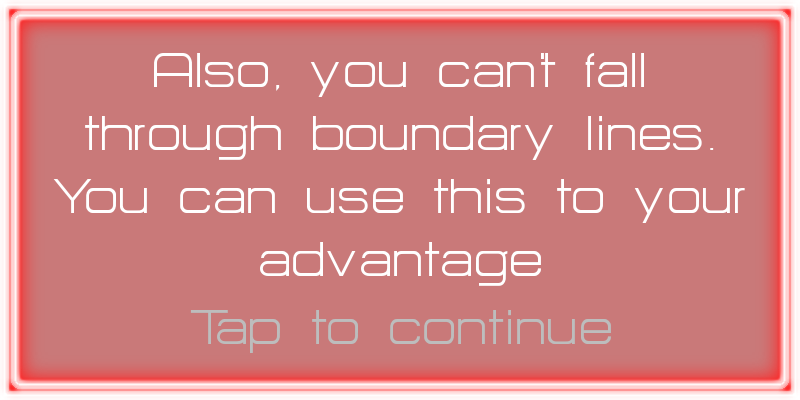 Also, you can't fall
through boundary lines.
You can use this to your
advantage
Tap to continue